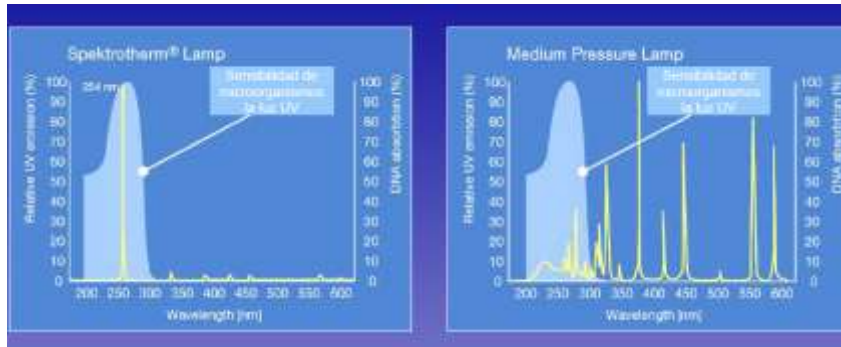 Spektrotherm® Lamp
Relative UV emission (%)
100
90
80
70
60
50
40
30
20
10
0
254 nm
Sensibilidad de
microorganismos
la luz UV
100
90
80
70
60
50
40
30
20
10
0
DNA absorbtion (%)
200 250 300 350 400 450 500 550 600
Wavelength [nm]
Medium Pressure Lamp
Relative UV emission (%)
100
90
80
70
60
50
40
30
20
10
0
Sensibilidad de
microorganismos
la luz UV
100
90
80
70
60
50
40
30
20
10
0
DNA absorbtion (%)
200 250 300 350 400 450 500 550 600
Wavelength [nm]